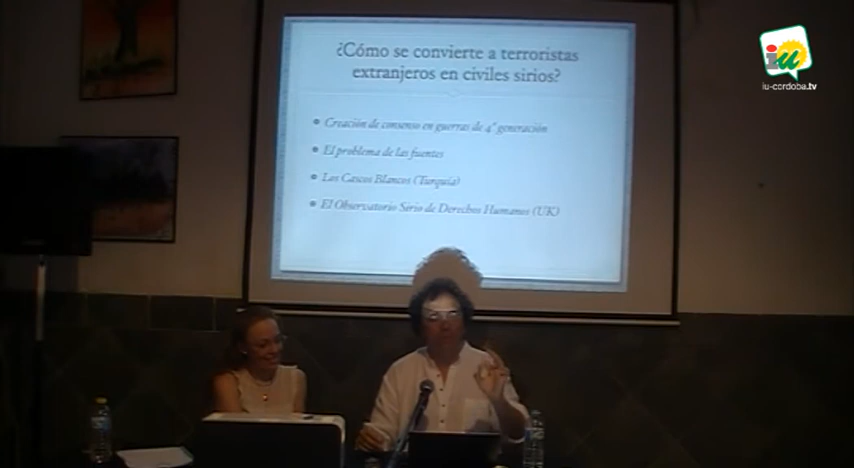 ¿Cómo se convierte a terroristas
extranjeros en civiles sirios?
Creación de consenso en guerras de 4ª generación
El problema de las fuentes
Los Cascos Blancos (Turquía)
El Observatorio Sirio de Derechos Humanos (UK)
iu
iu-cordoba.tv